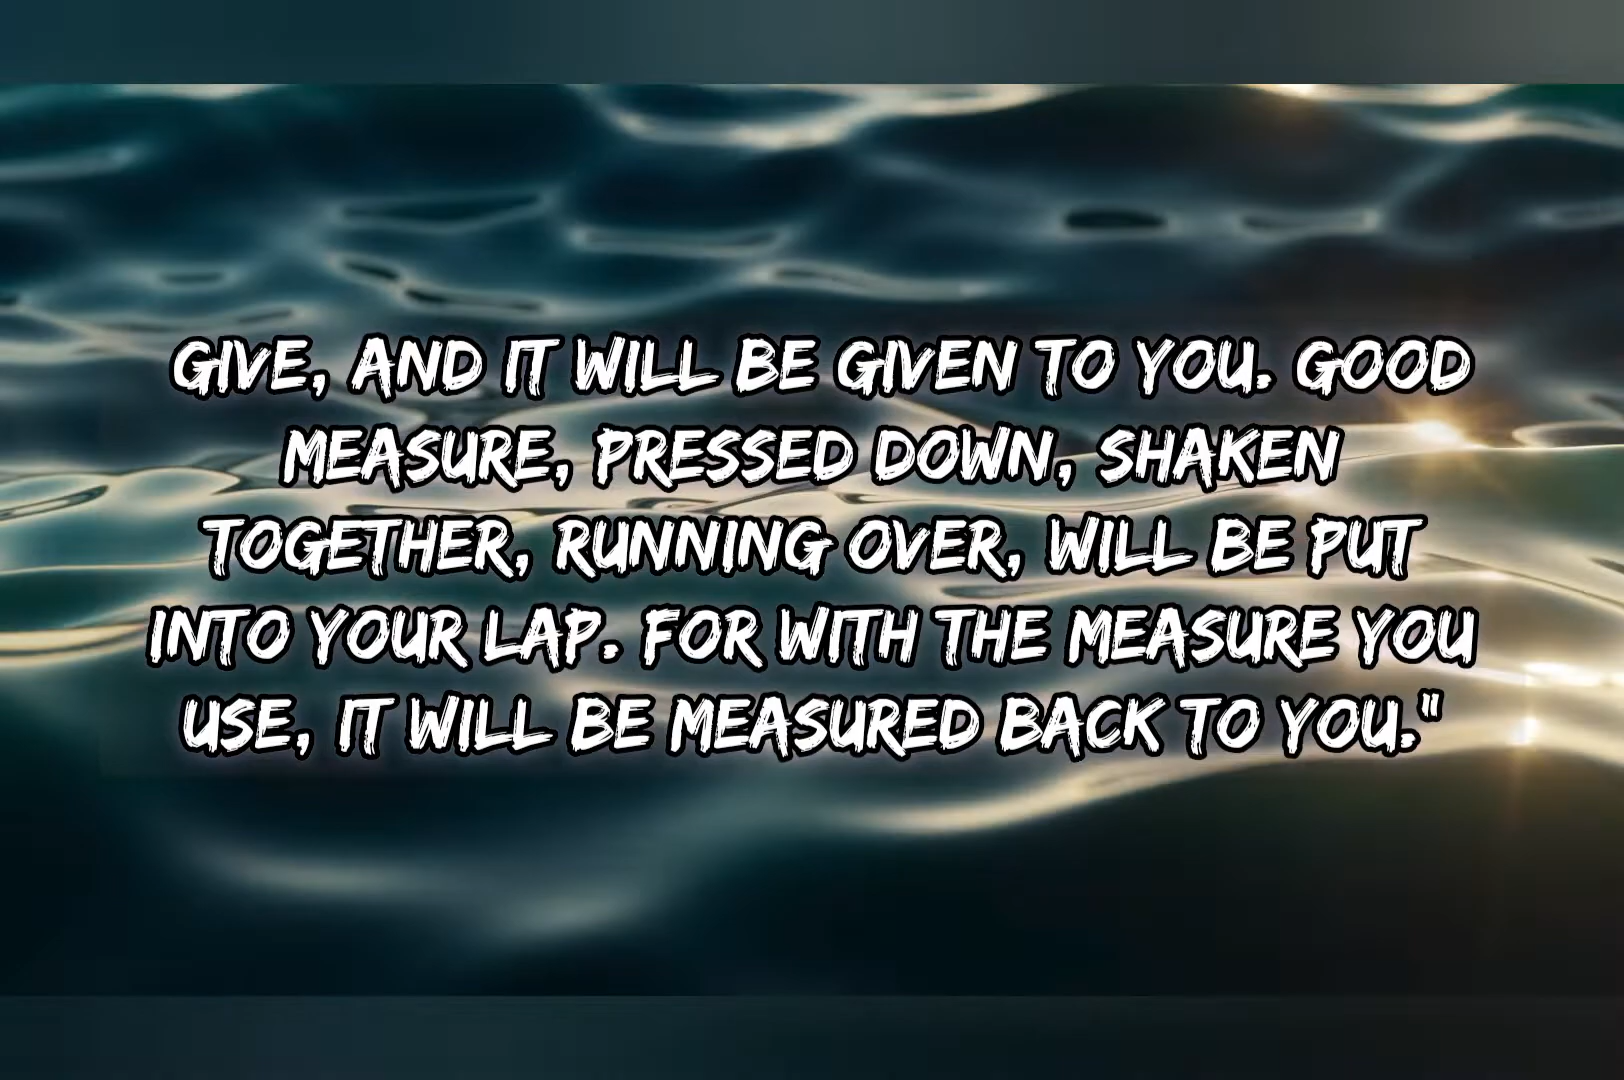 GIVE, AND IT WILL BE GIVEN TO YOU. GOOD
MEASURE, PRESSED DOWN, SHAKEN
TOGETHER, RUNNING OVER, WILL BE PUT
INTO YOUR LAP. FOR WITH THE MEASURE YOU
USE, IT WILL BE MEASURED BACK TO YOU."